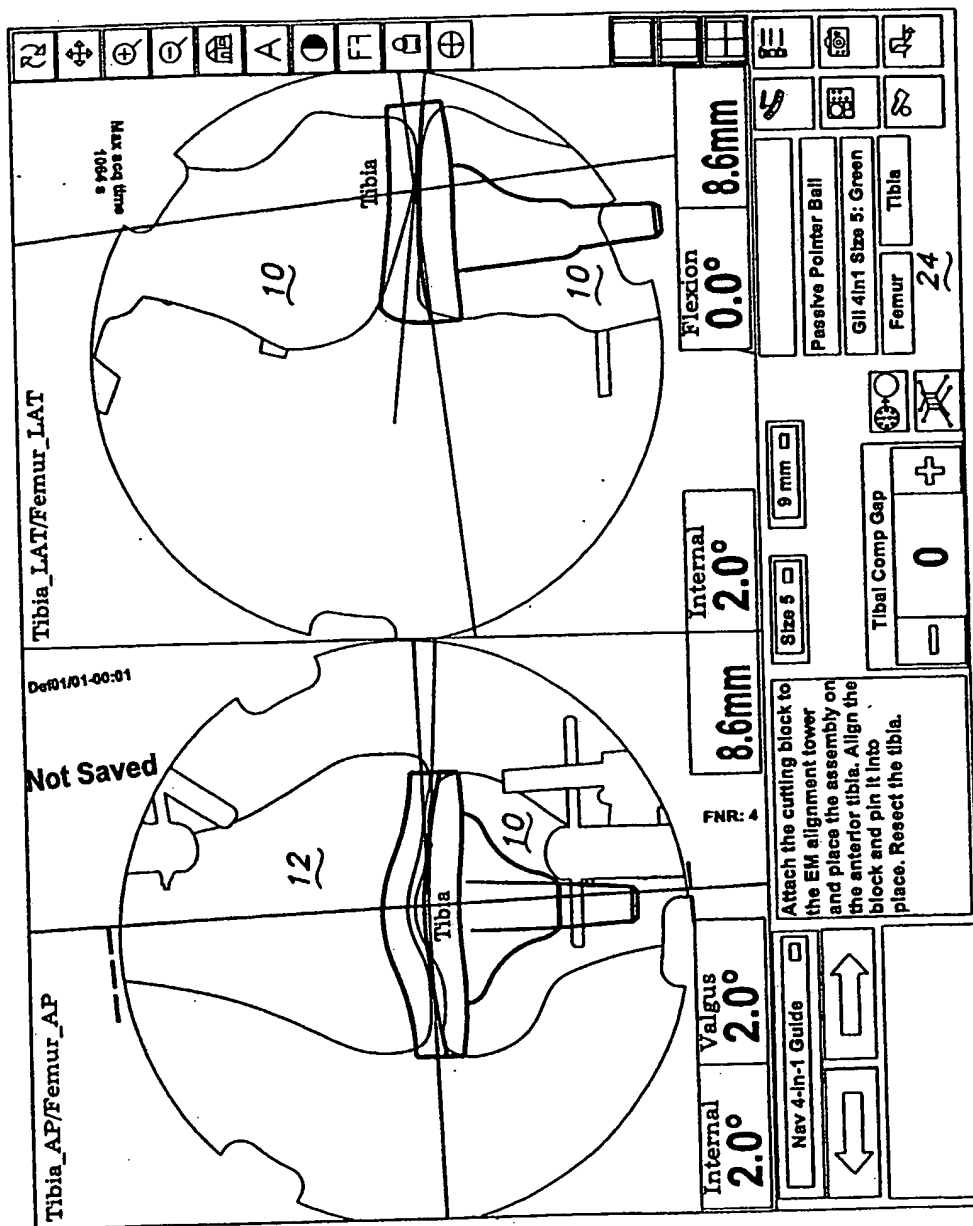 Tibia_AP/Femur_AP
Not Saved
Def01/01-00:01
12
Tibia
10
FNR: 4
Internal
2.0°
Valgus
2.0°
8.6mm
Tibia_LAT/Femur_LAT
Max acq time
1064 s
10
Tibia
10
Internal
2.0°
Flexion
0.0°
8.6mm
A
Nav 4-in-1 Guide
Attach the cutting block to
the EM alignment tower
and place the assembly on
the anterior tibia. Align the
block and pin it into
place. Resect the tibia.
Size 5
9 mm
Tibal Comp Gap
0
Passive Pointer Ball
GII 4in1 Size 5: Green
Femur
Tibia
24